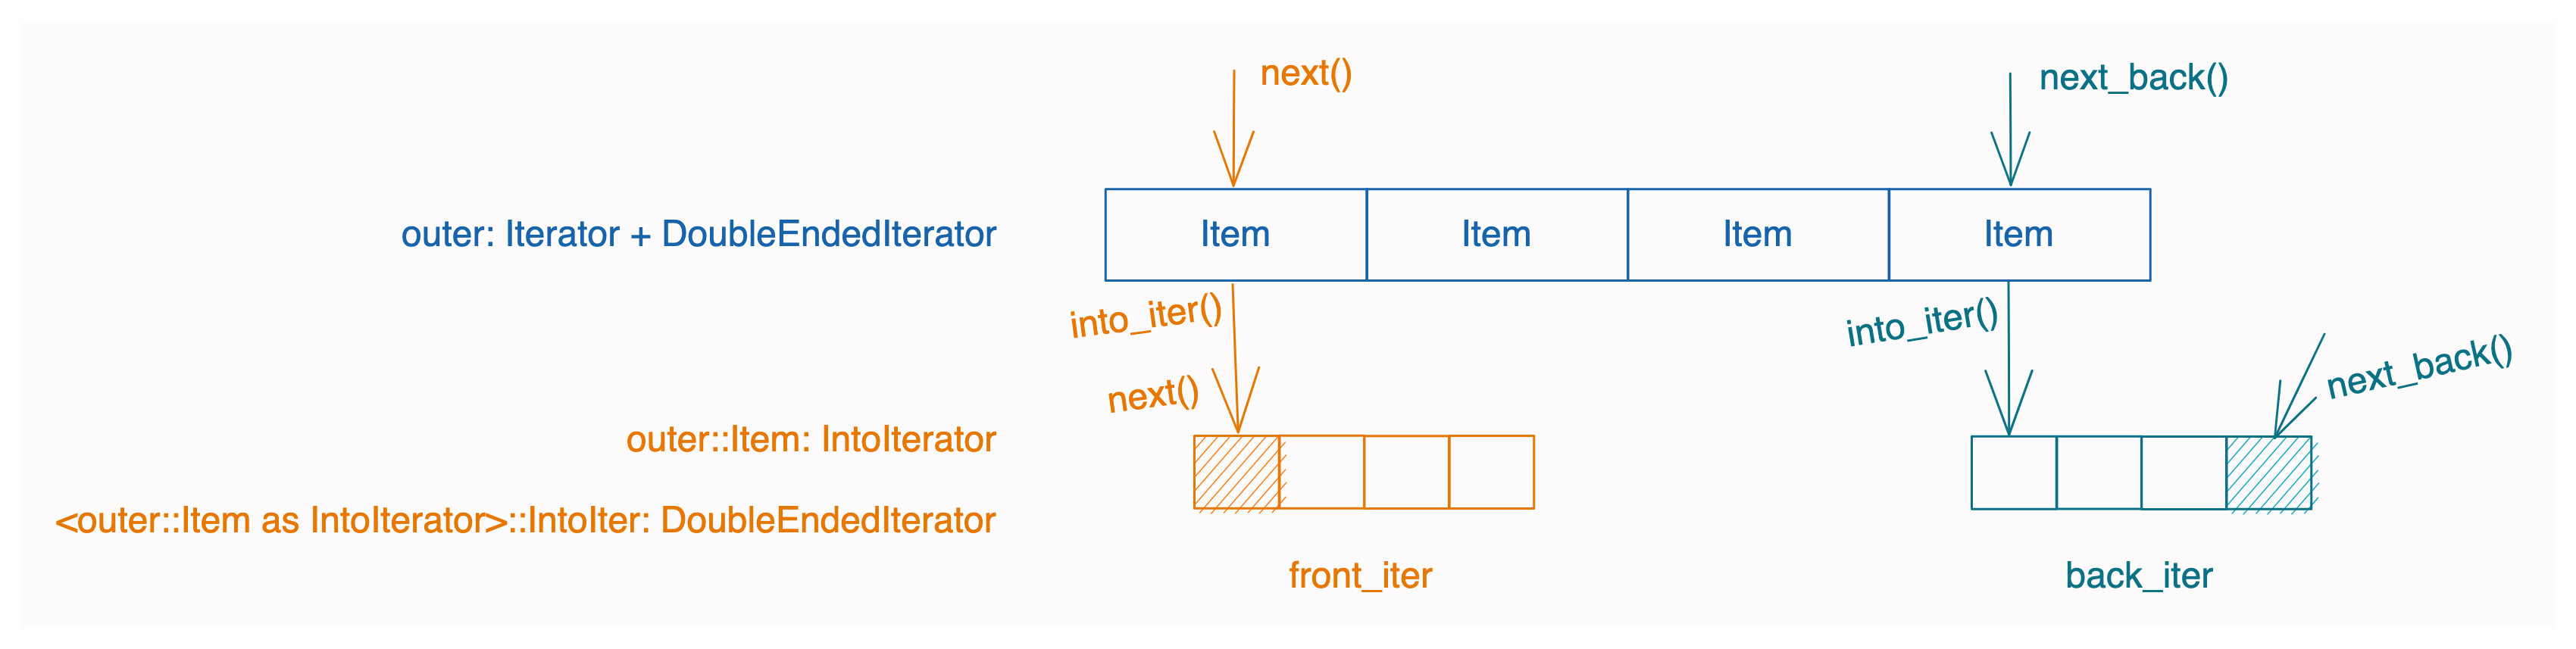 next()
next_back()
outer: Iterator + DoubleEndedIterator
Item
Item
Item
Item
into_iter()
into_iter()
next()
next_back()
outer::Item: IntoIterator
<outer::Item as IntoIterator>::IntoIter: DoubleEndedIterator
front_iter
back_iter